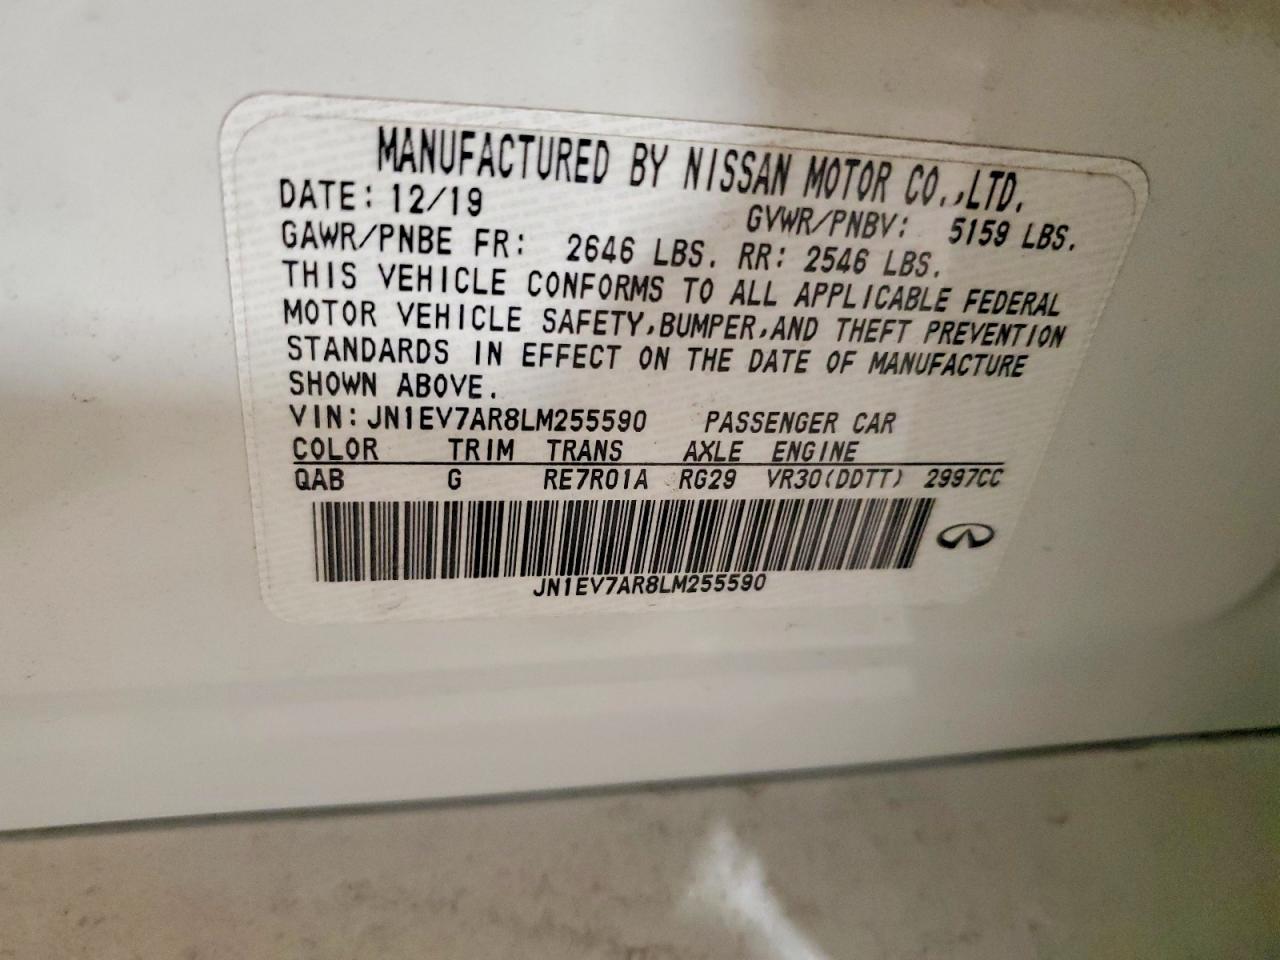 MANUFACTURED BY NISSAN MOTOR CO.,LTD.
DATE: 12/19 GVWR/PNBV: 5159 LBS.
GAWR/PNBE FR: 2646 LBS. RR: 2546 LBS.
THIS VEHICLE CONFORMS TO ALL APPLICABLE FEDERAL
MOTOR VEHICLE SAFETY,BUMPER,AND THEFT PREVENTION
STANDARDS IN EFFECT ON THE DATE OF MANUFACTURE
SHOWN ABOVE.
VIN: JN1EV7AR8LM255590 PASSENGER CAR
COLOR TRIM TRANS AXLE ENGINE
QAB G RE7R01A RG29 VR30(DDTT) 2997CC
JN1EV7AR8LM255590